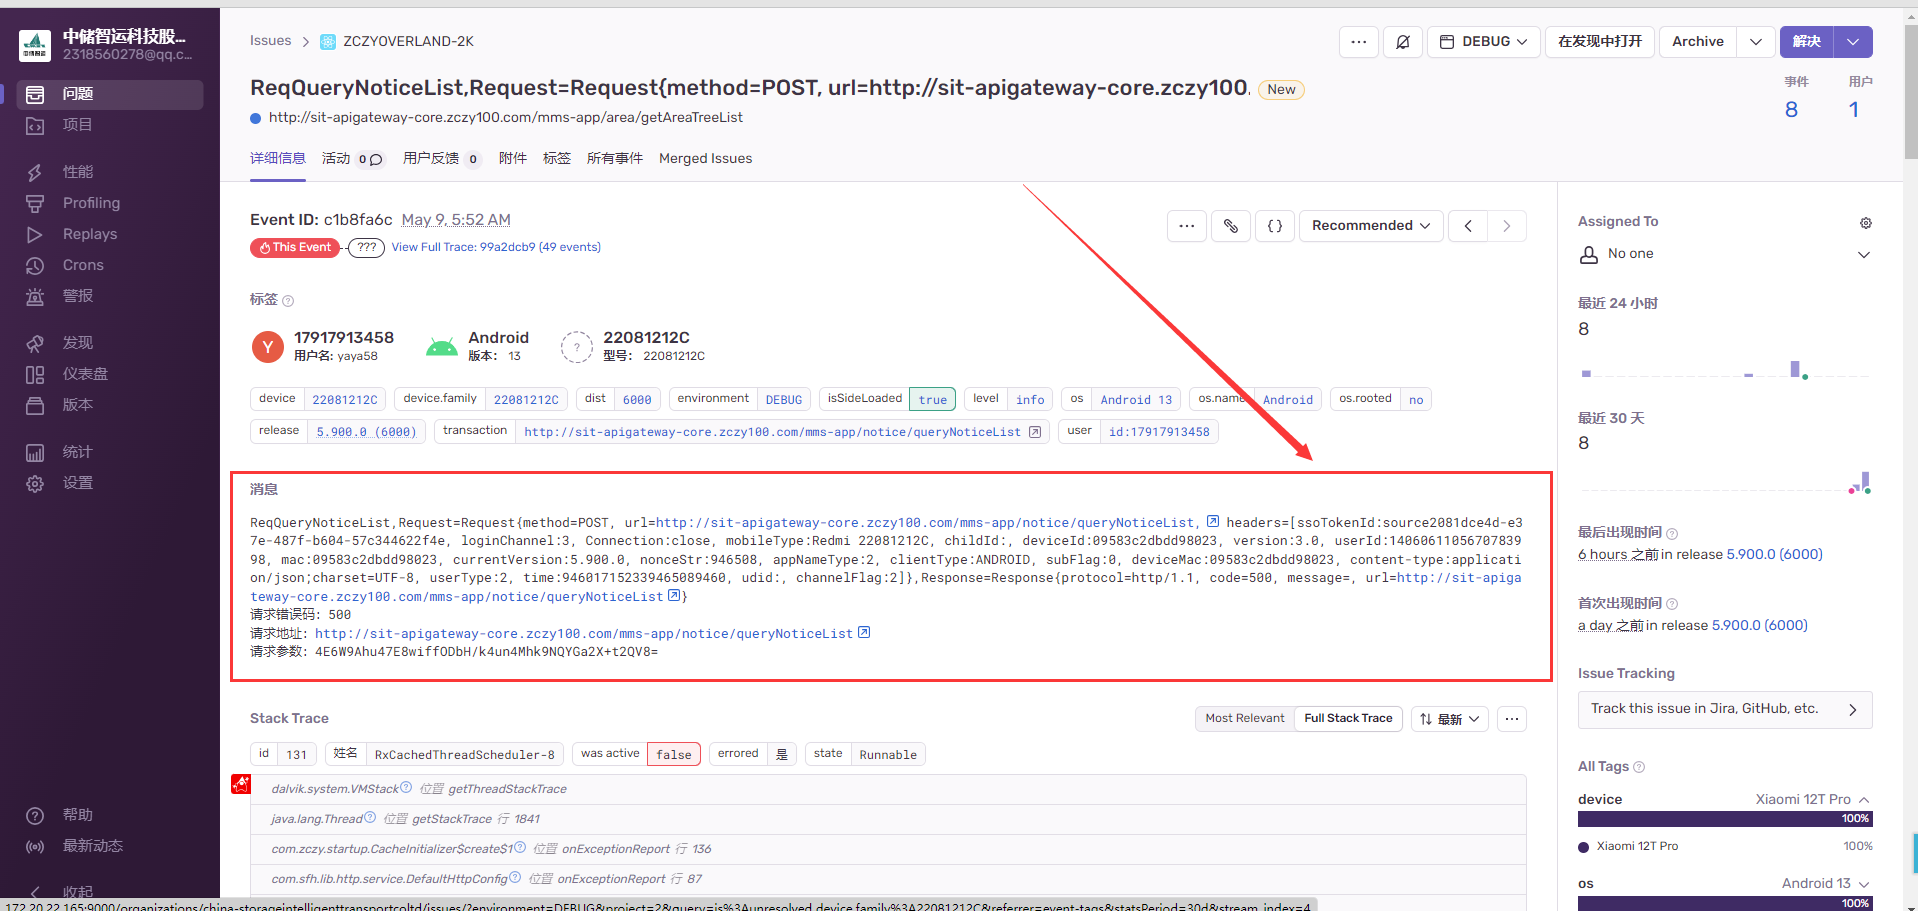 中储智运科技股...
2318560278@qq.c...
问题
项目
性能
Profiling
Replays
Crons
警报
发现
仪表盘
版本
统计
设置
帮助
最新动态
收起
Issues > ZCZYOVERLAND-2K
... DEBUG 在发现中打开 Archive 解决
ReqQueryNoticeList,Request=Request{method=POST, url=http://sit-apigateway-core.zczy100. New
http://sit-apigateway-core.zczy100.com/mms-app/area/getAreaTreeList
事件 用户
8 1
详细信息 活动 0 用户反馈 0 附件 标签 所有事件 Merged Issues
Event ID: c1b8fa6c May 9, 5:52 AM
This Event ??? View Full Trace: 99a2dcb9 (49 events)
... {} Recommended < >
标签 ?
Y 17917913458 Android ? 22081212C
用户名: yaya58 版本: 13 型号: 22081212C
device 22081212C device.family 22081212C dist 6000 environment DEBUG isSideLoaded true level info os Android 13 os.name Android os.rooted no
release 5.900.0 (6000) transaction http://sit-apigateway-core.zczy100.com/mms-app/notice/queryNoticeList user id:17917913458
消息
ReqQueryNoticeList,Request=Request{method=POST, url=http://sit-apigateway-core.zczy100.com/mms-app/notice/queryNoticeList, headers=[ssoTokenId:source2081dce4d-e3
7e-487f-b604-57c344622f4e, loginChannel:3, Connection:close, mobileType:Redmi 22081212C, childId:, deviceId:09583c2dbdd98023, version:3.0, userId:14060611056707839
98, mac:09583c2dbdd98023, currentVersion:5.900.0, nonceStr:946508, appNameType:2, clientType:ANDROID, subFlag:0, deviceMac:09583c2dbdd98023, content-type:applicati
on/json;charset=UTF-8, userType:2, time:946017152339465089460, udid:, channelFlag:2]},Response=Response{protocol=http/1.1, code=500, message=, url=http://sit-apiga
teway-core.zczy100.com/mms-app/notice/queryNoticeList}
请求错误码: 500
请求地址: http://sit-apigateway-core.zczy100.com/mms-app/notice/queryNoticeList
请求参数: 4E6W9Ahu47E8wiffODbH/k4un4Mhk9NQYGa2X+t2QV8=
Stack Trace
Most Relevant Full Stack Trace 最新 ...
id 131 姓名 RxCachedThreadScheduler-8 was active false errored 是 state Runnable
dalvik.system.VMStack 位置 getThreadStackTrace
java.lang.Thread 位置 getStackTrace 行 1841
com.zczy.startup.CacheInitializer$create$1 位置 onExceptionReport 行 136
com.sfh.lib.http.service.DefaultHttpConfig 位置 onExceptionReport 行 87
Assigned To
No one
最近 24 小时
8
最近 30 天
8
最后出现时间 ?
6 hours 之前 in release 5.900.0 (6000)
首次出现时间 ?
a day 之前 in release 5.900.0 (6000)
Issue Tracking
Track this issue in Jira, GitHub, etc. >
All Tags ?
device Xiaomi 12T Pro
100%
Xiaomi 12T Pro 100%
os Android 13
100%
172.20.22.165:9000/organizations/china-storageintelligenttransportcoltd/issues/?environment=DEBUG&project=2&query=is%3Aunresolved device.family%3A22081212C&referrer=event-tags&statsPeriod=30d&stream_index=4